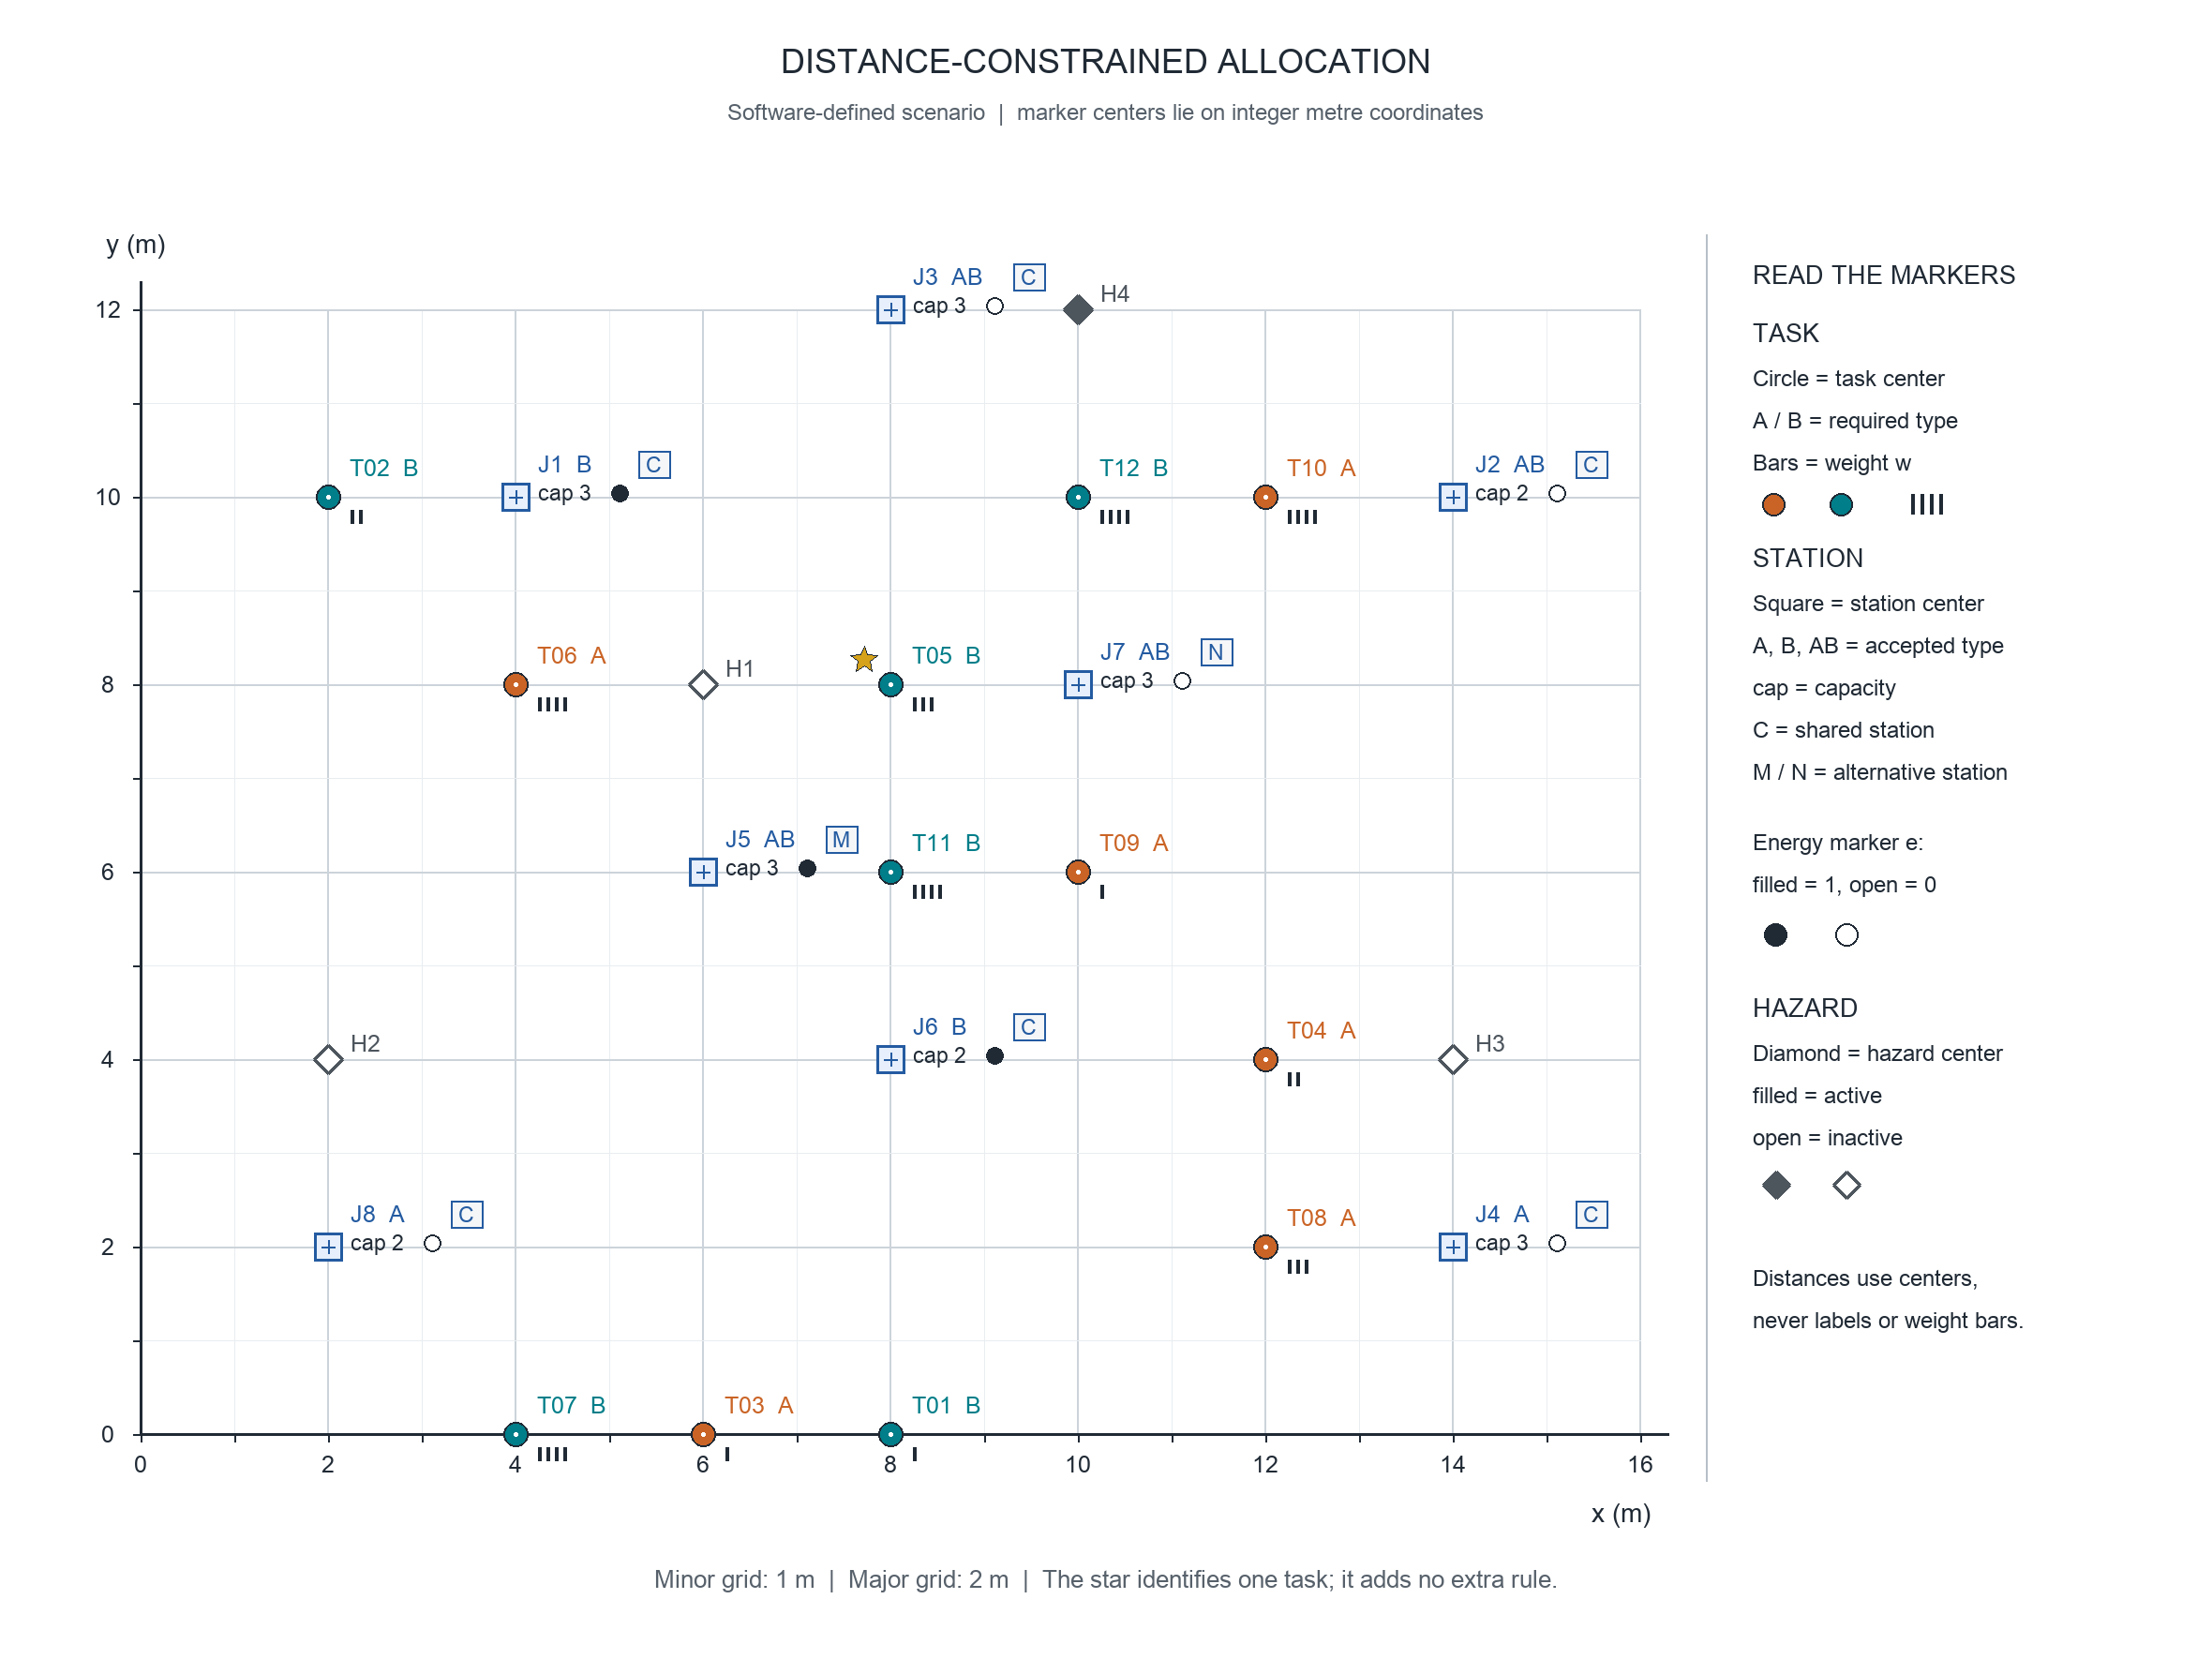 DISTANCE-CONSTRAINED ALLOCATION
Software-defined scenario | marker centers lie on integer metre coordinates
y (m)
J3 AB C
cap 3
H4
12
T02 B
J1 B C
cap 3
T12 B
T10 A
J2 AB C
cap 2
10
T06 A
H1
T05 B
J7 AB N
cap 3
8
J5 AB M
cap 3
T11 B
T09 A
6
H2
J6 B C
cap 2
T04 A
H3
4
J8 A C
cap 2
T08 A
J4 A C
cap 3
2
T07 B
T03 A
T01 B
0
0 2 4 6 8 10 12 14 16
x (m)
READ THE MARKERS
TASK
Circle = task center
A / B = required type
Bars = weight w
STATION
Square = station center
A, B, AB = accepted type
cap = capacity
C = shared station
M / N = alternative station
Energy marker e:
filled = 1, open = 0
HAZARD
Diamond = hazard center
filled = active
open = inactive
Distances use centers,
never labels or weight bars.
Minor grid: 1 m | Major grid: 2 m | The star identifies one task; it adds no extra rule.